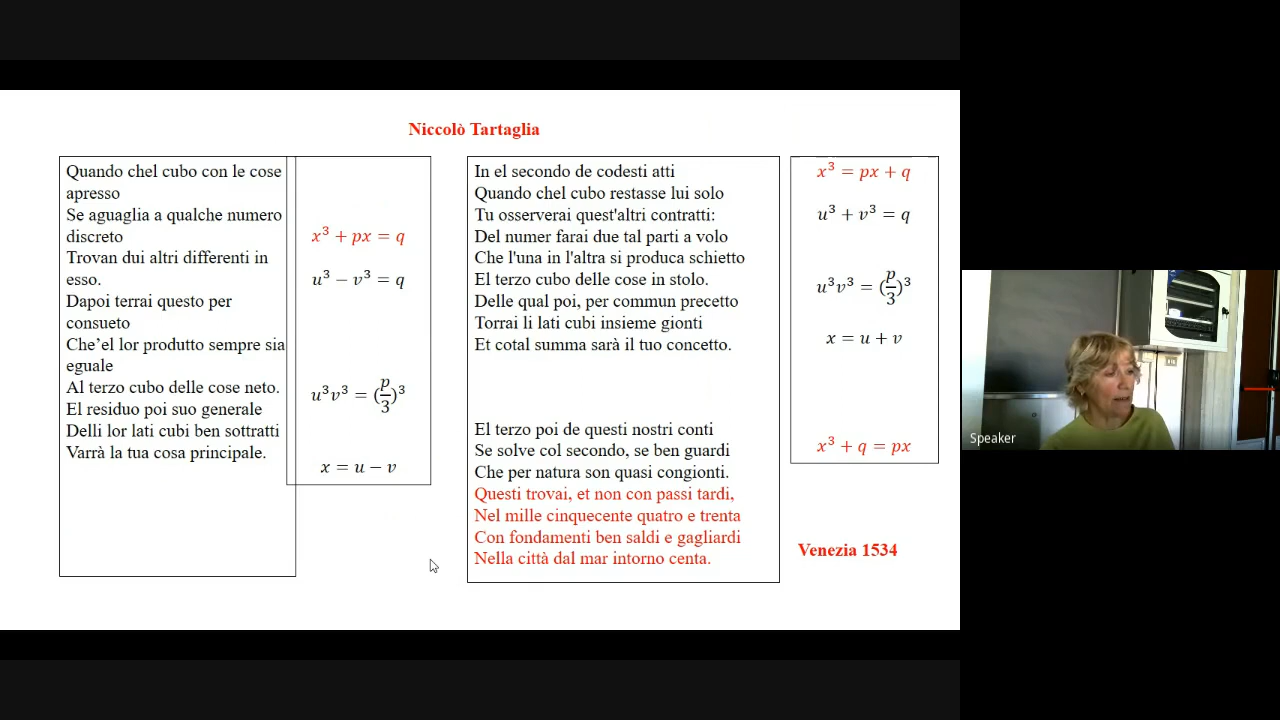 Niccolò Tartaglia
Quando chel cubo con le cose
apresso
Se aguaglia a qualche numero
discreto
Trovan dui altri differenti in
esso.
Dapoi terrai questo per
consueto
Che’el lor produtto sempre sia
eguale
Al terzo cubo delle cose neto.
El residuo poi suo generale
Delli lor lati cubi ben sottratti
Varrà la tua cosa principale.
x³ + px = q
u³ − v³ = q
u³v³ = (p/3)³
x = u − v
In el secondo de codesti atti
Quando chel cubo restasse lui solo
Tu osserverai quest'altri contratti:
Del numer farai due tal parti a volo
Che l'una in l'altra si produca schietto
El terzo cubo delle cose in stolo.
Delle qual poi, per commun precetto
Torrai li lati cubi insieme gionti
Et cotal summa sarà il tuo concetto.
El terzo poi de questi nostri conti
Se solve col secondo, se ben guardi
Che per natura son quasi congionti.
Questi trovai, et non con passi tardi,
Nel mille cinquecente quatro e trenta
Con fondamenti ben saldi e gagliardi
Nella città dal mar intorno centa.
x³ = px + q
u³ + v³ = q
u³v³ = (p/3)³
x = u + v
x³ + q = px
Venezia 1534
Speaker